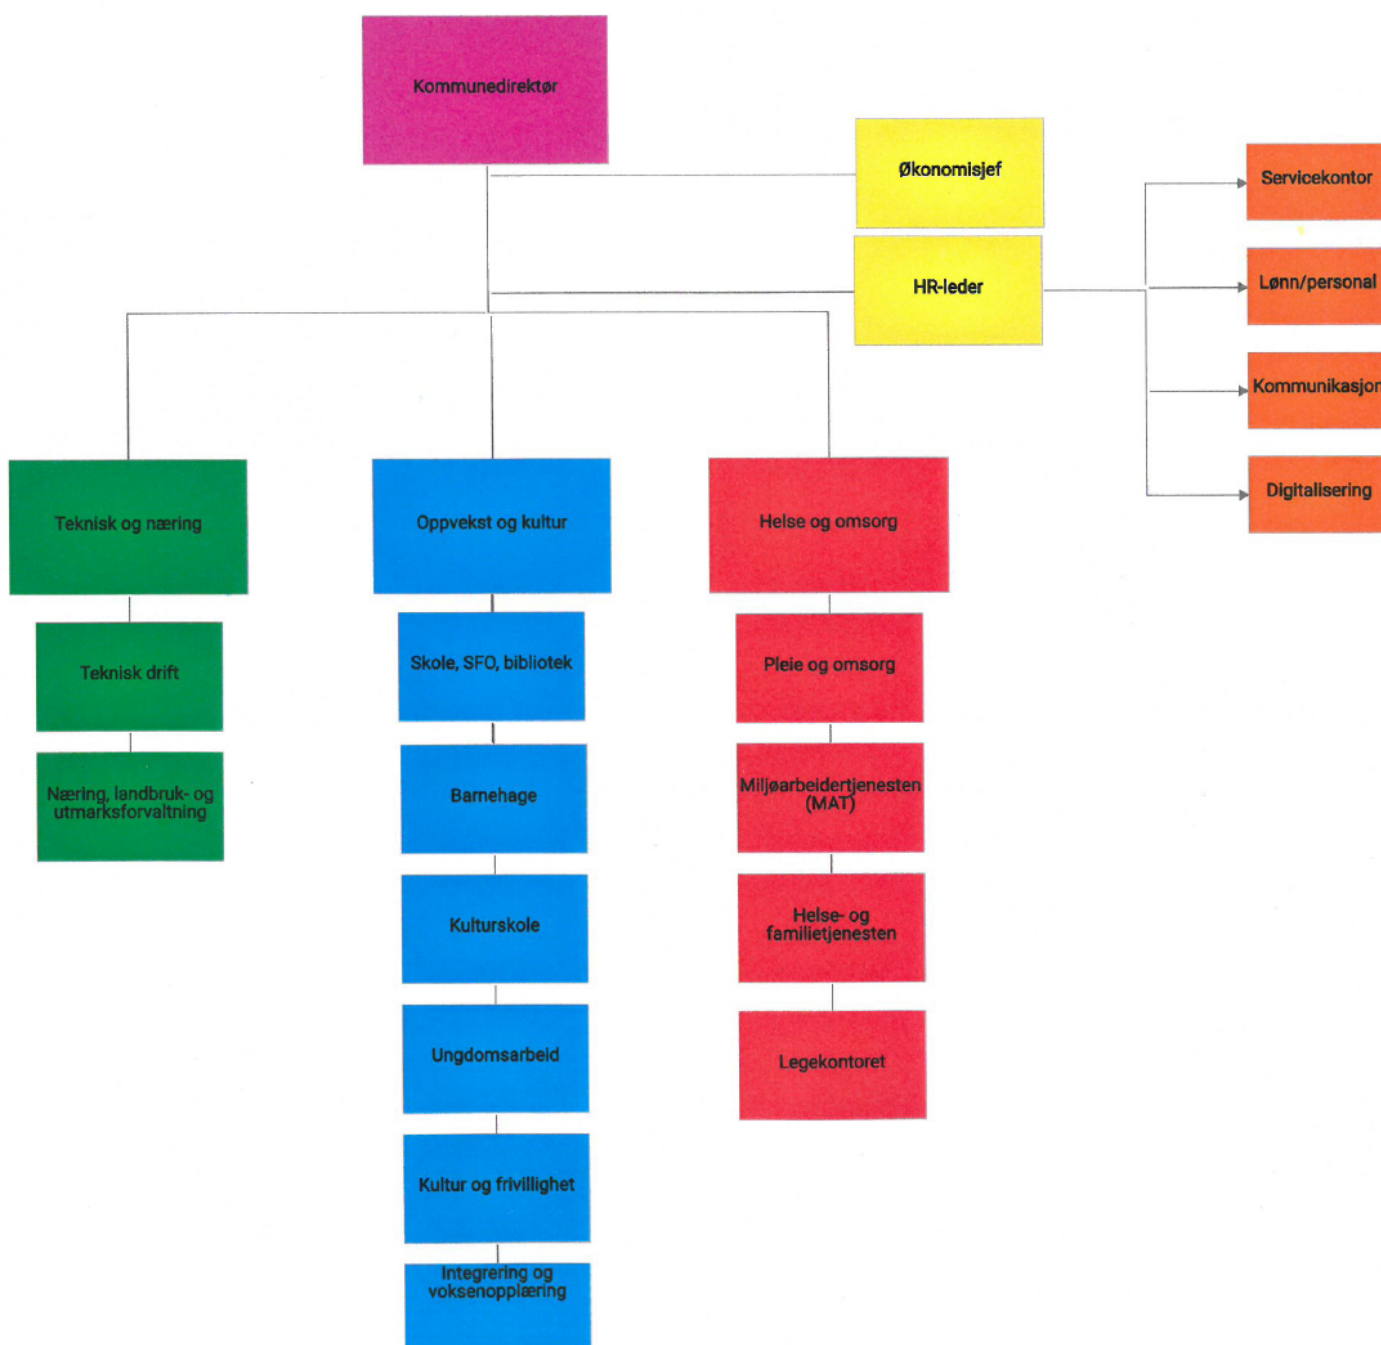 Kommunedirektør
Økonomisjef
HR-leder
Servicekontor
Lønn/personal
Kommunikasjon
Digitalisering
Teknisk og næring
Teknisk drift
Næring, landbruk- og
utmarksforvaltning
Oppvekst og kultur
Skole, SFO, bibliotek
Barnehage
Kulturskole
Ungdomsarbeid
Kultur og frivillighet
Integrering og
voksenopplæring
Helse og omsorg
Pleie og omsorg
Miljøarbeidertjenesten
(MAT)
Helse- og
familietjenesten
Legekontoret